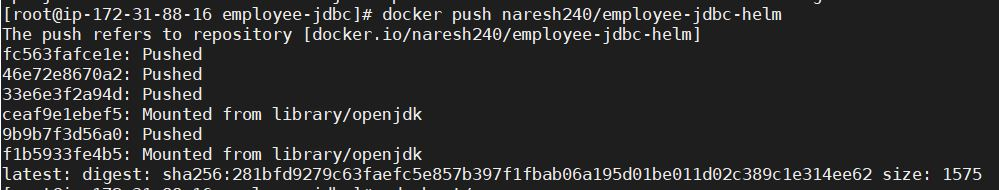 [root@ip-172-31-88-16 employee-jdbc]# docker push naresh240/employee-jdbc-helm
The push refers to repository [docker.io/naresh240/employee-jdbc-helm]
fc563fafce1e: Pushed
46e72e8670a2: Pushed
33e6e3f2a94d: Pushed
ceaf9e1ebef5: Mounted from library/openjdk
9b9b7f3d56a0: Pushed
f1b5933fe4b5: Mounted from library/openjdk
latest: digest: sha256:281bfd9279c63faefc5e857b397f1fbab06a195d01be011d02c389c1e314ee62 size: 1575